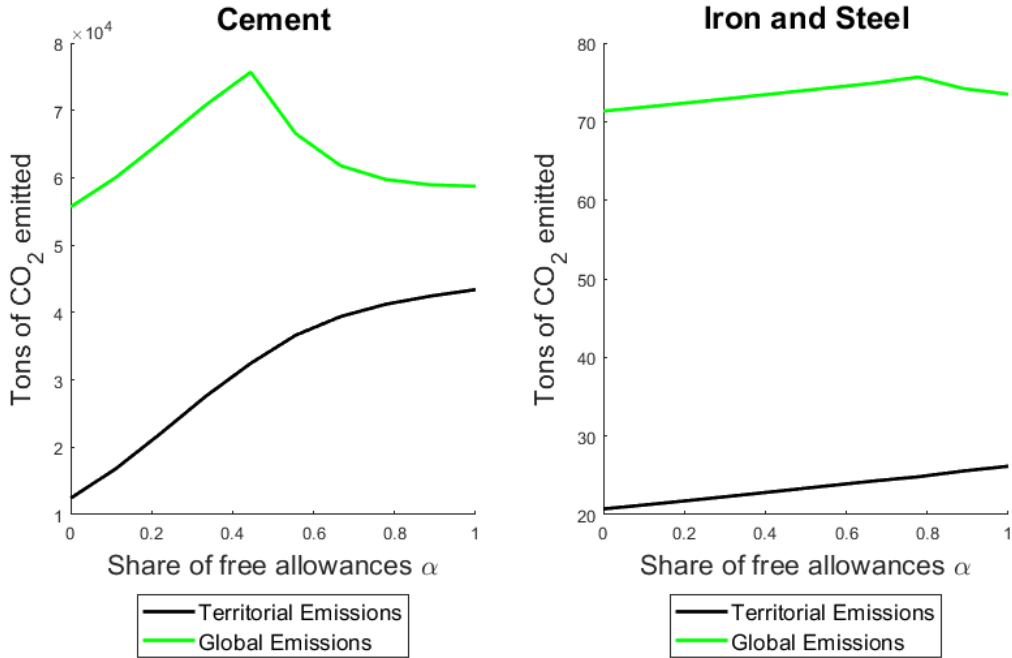 Cement
×10⁴
8
7
6
5
4
3
2
1
0
0.2
0.4
0.6
0.8
1
Tons of CO₂ emitted
Share of free allowances α
Territorial Emissions
Global Emissions
Iron and Steel
80
70
60
50
40
30
20
0
0.2
0.4
0.6
0.8
1
Tons of CO₂ emitted
Share of free allowances α
Territorial Emissions
Global Emissions